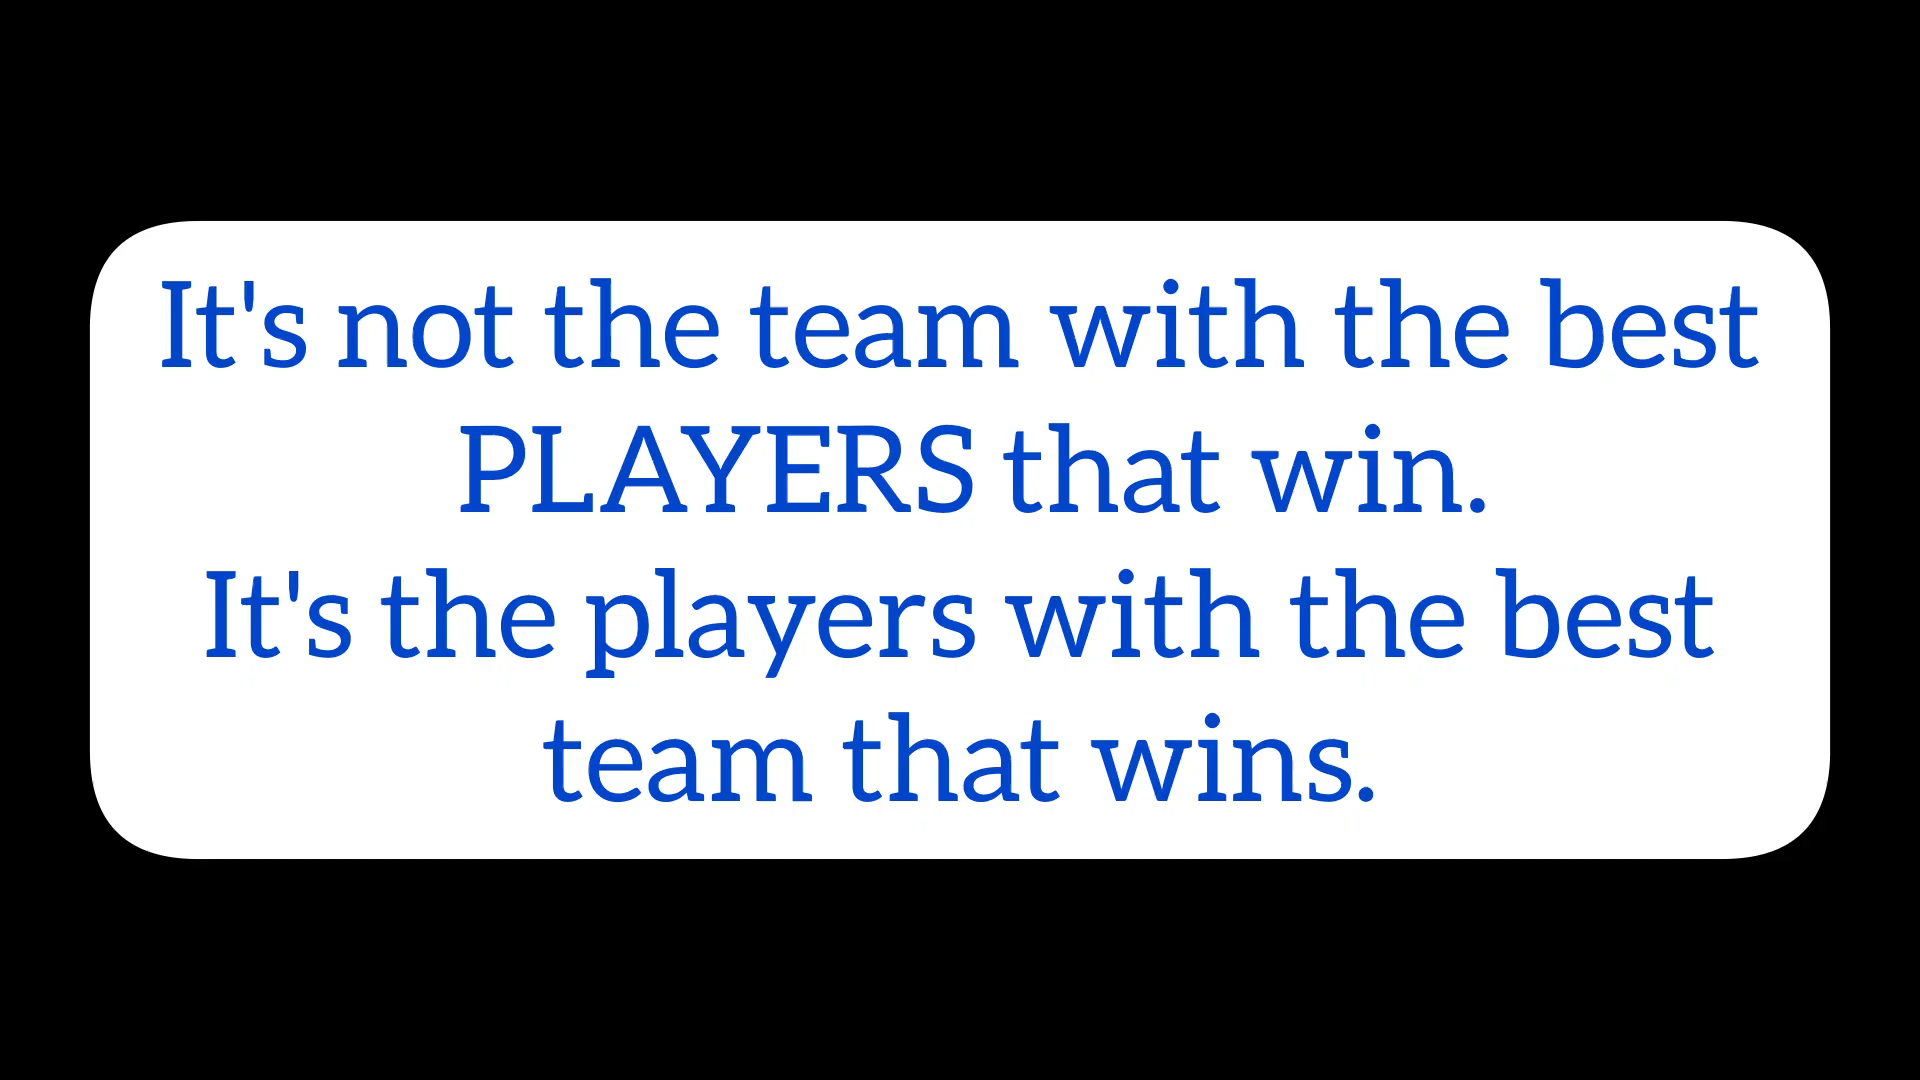 It's not the team with the best
PLAYERS that win.
It's the players with the best
team that wins.